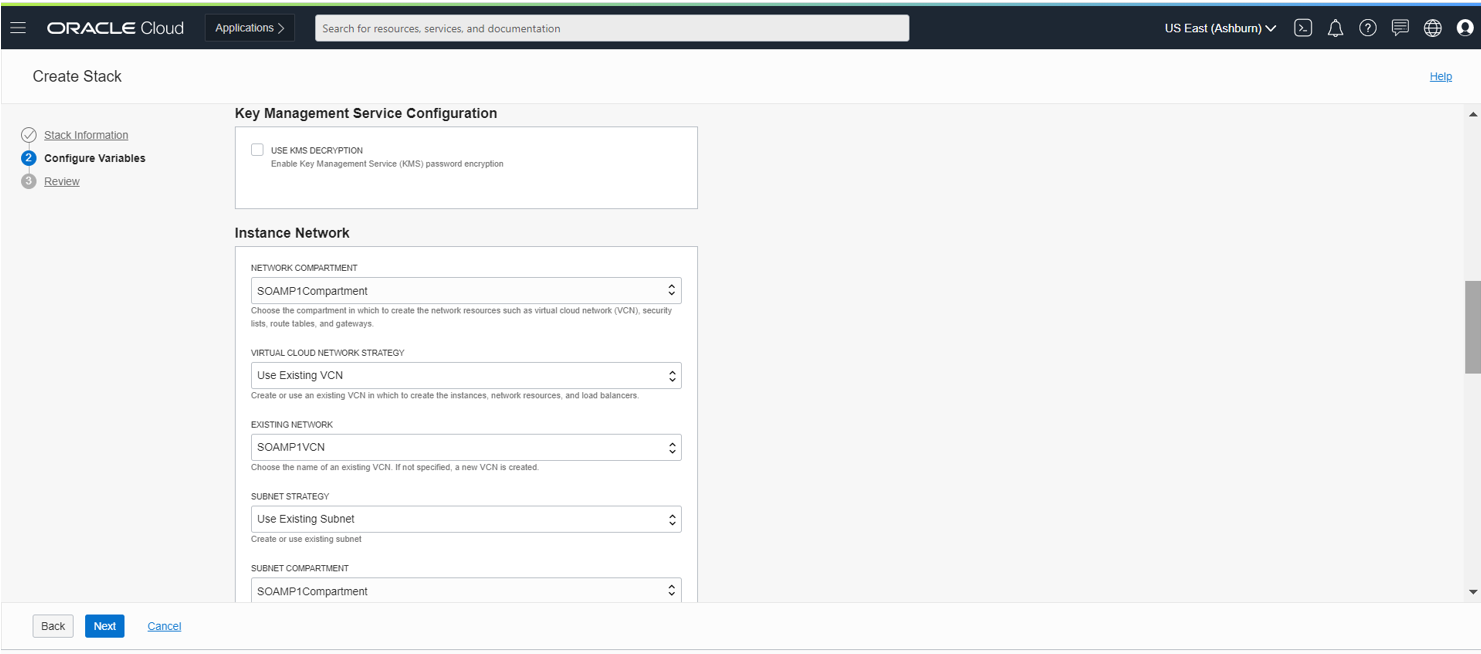 ORACLE Cloud
Applications
Search for resources, services, and documentation
US East (Ashburn)
Create Stack
Help
Stack Information
2 Configure Variables
3 Review
Key Management Service Configuration
USE KMS DECRYPTION
Enable Key Management Service (KMS) password encryption
Instance Network
NETWORK COMPARTMENT
SOAMP1Compartment
Choose the compartment in which to create the network resources such as virtual cloud network (VCN), security
lists, route tables, and gateways.
VIRTUAL CLOUD NETWORK STRATEGY
Use Existing VCN
Create or use an existing VCN in which to create the instances, network resources, and load balancers.
EXISTING NETWORK
SOAMP1VCN
Choose the name of an existing VCN. If not specified, a new VCN is created.
SUBNET STRATEGY
Use Existing Subnet
Create or use existing subnet
SUBNET COMPARTMENT
SOAMP1Compartment
Back
Next
Cancel